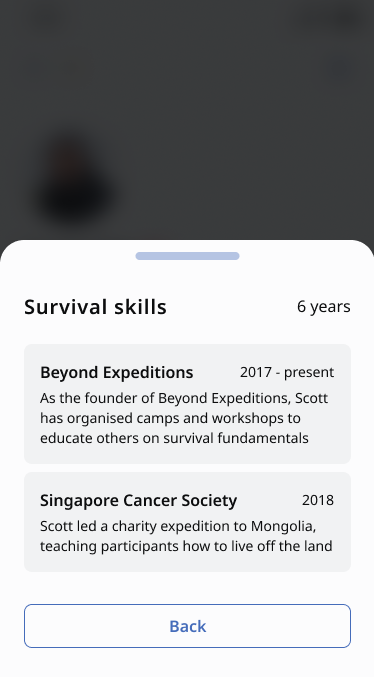 Survival skills 6 years
Beyond Expeditions 2017 - present
As the founder of Beyond Expeditions, Scott
has organised camps and workshops to
educate others on survival fundamentals
Singapore Cancer Society 2018
Scott led a charity expedition to Mongolia,
teaching participants how to live off the land
Back